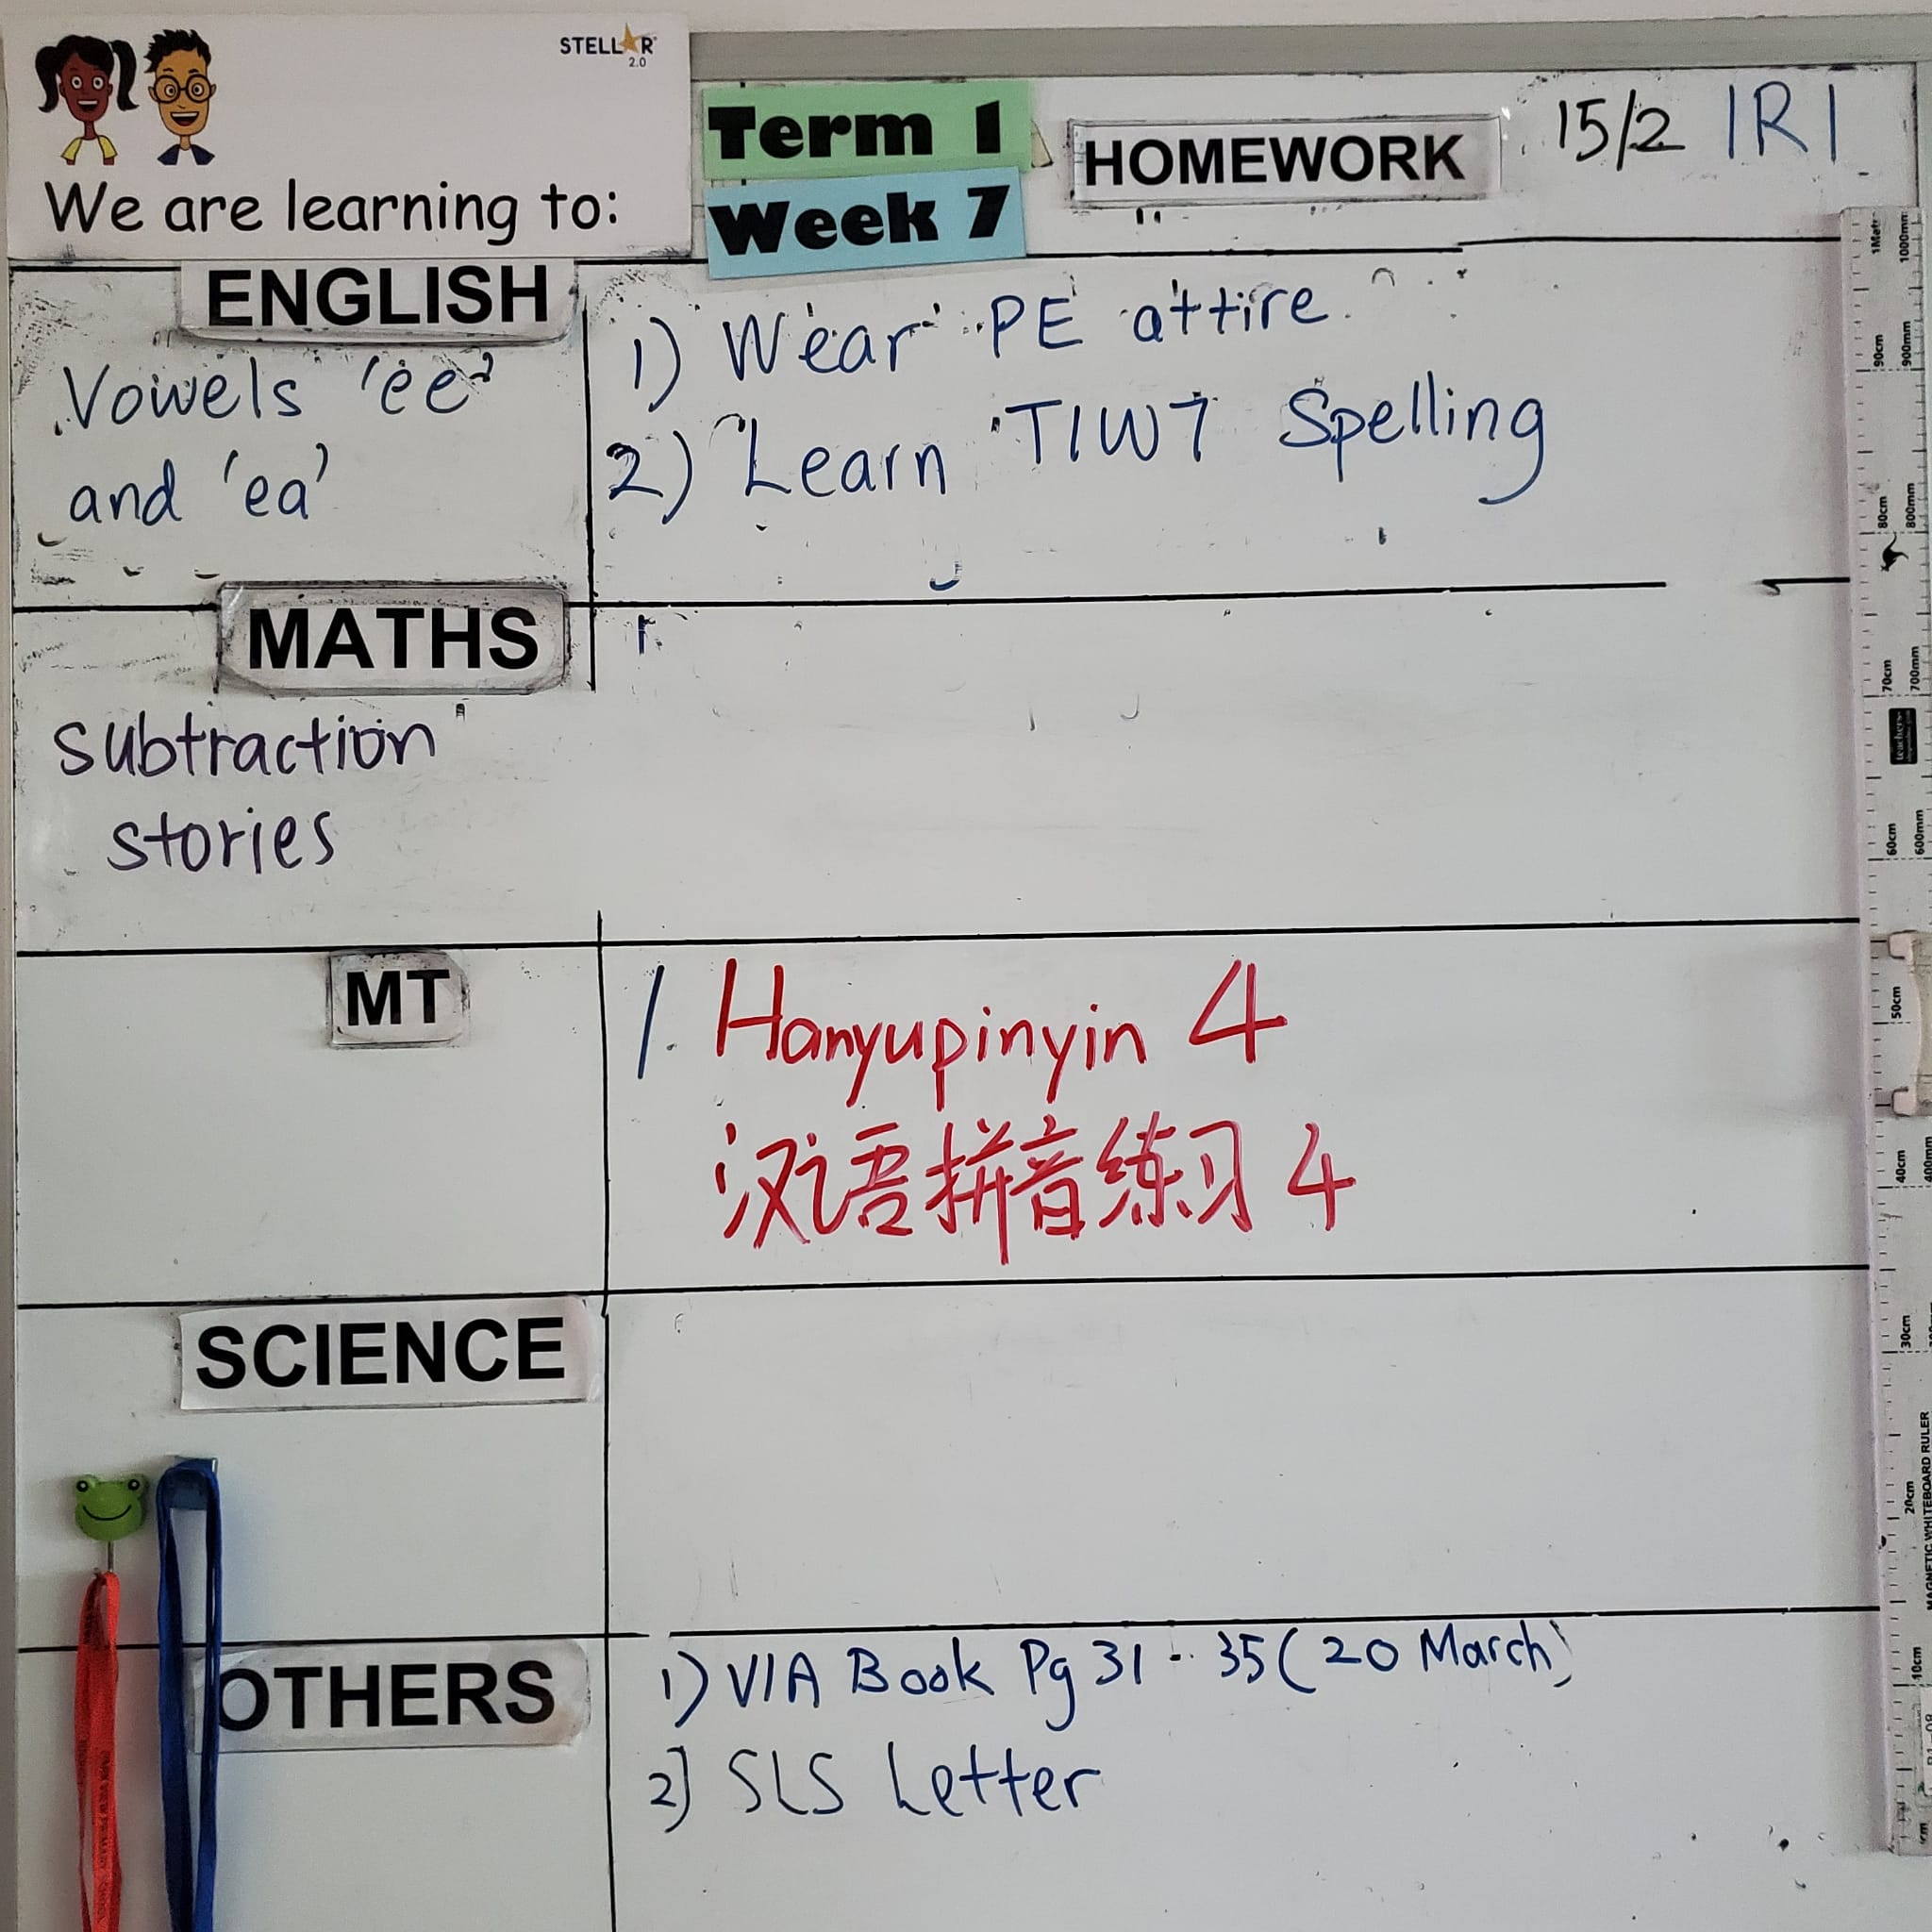 STELLAR 2.0
We are learning to:
Term 1
Week 7
HOMEWORK
15/2 1R1
ENGLISH
Vowels 'ee'
and 'ea'
1) Wear PE attire
2) Learn T1W7 Spelling
MATHS
subtraction
stories
MT
1. Hanyupinyin 4
汉语拼音练习 4
SCIENCE
OTHERS
1) VIA Book Pg 31 - 35 (20 March)
2) SLS Letter
1Metre 1000mm
90cm 900mm
80cm 800mm
70cm 700mm
teachers
60cm 600mm
50cm
40cm 400mm
30cm
20cm
MAGNETIC WHITEBOARD RULER
10cm